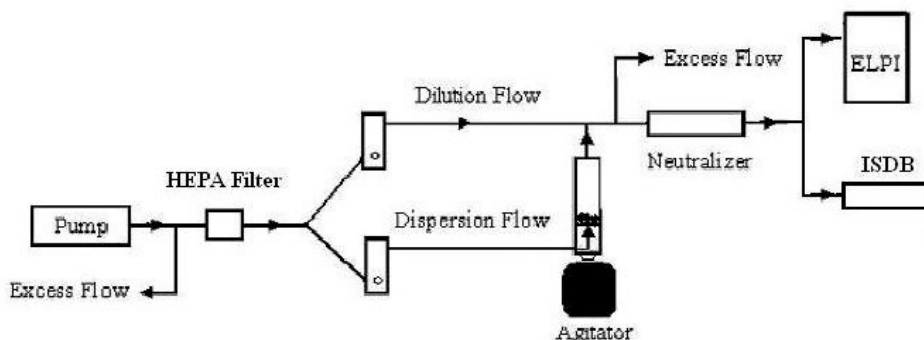 Excess Flow
ELPI
Dilution Flow
Neutralizer
HEPA Filter
ISDB
Pump
Dispersion Flow
Excess Flow
Agitator